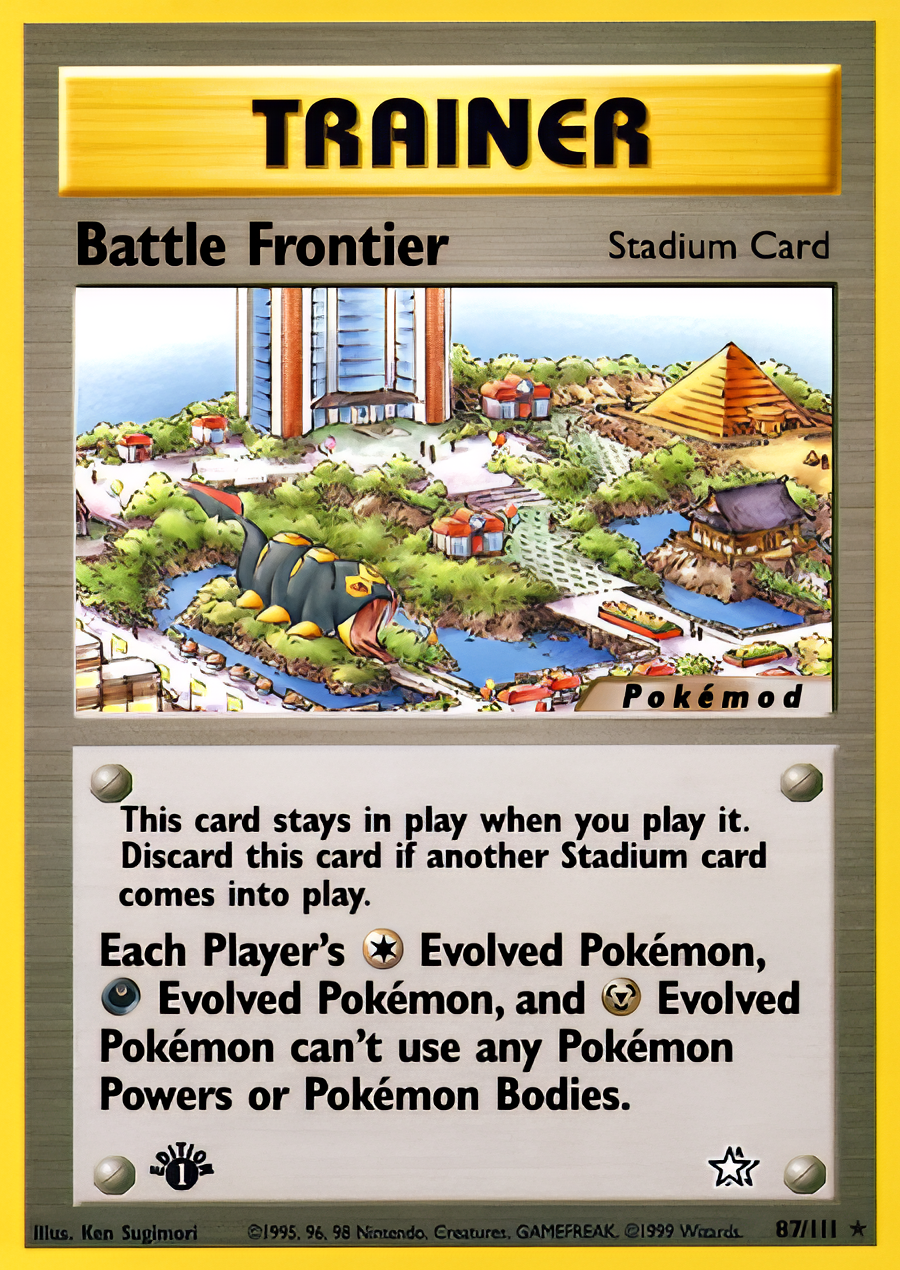 TRAINER
Battle Frontier
Stadium Card
Pokémod
This card stays in play when you play it.
Discard this card if another Stadium card
comes into play.
Each Player's Evolved Pokémon,
Evolved Pokémon, and Evolved
Pokémon can't use any Pokémon
Powers or Pokémon Bodies.
EDITION
1
Illus. Ken Sugimori
©1995, 96, 98 Nintendo, Creatures, GAMEFREAK. ©1999 Wizards.
87/111 ★